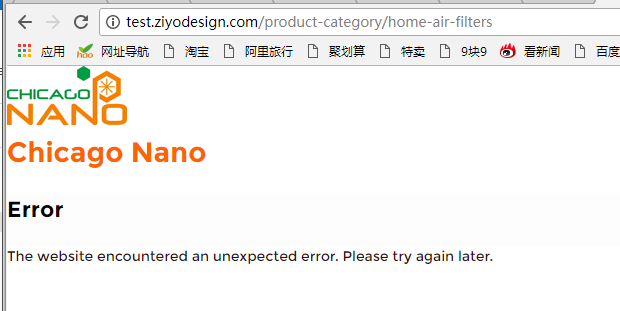 test.ziyodesign.com/product-category/home-air-filters
应用 hao 网址导航 淘宝 阿里旅行 聚划算 特卖 9块9 看新闻 百度
CHICAGO
NANO
Chicago Nano
Error
The website encountered an unexpected error. Please try again later.